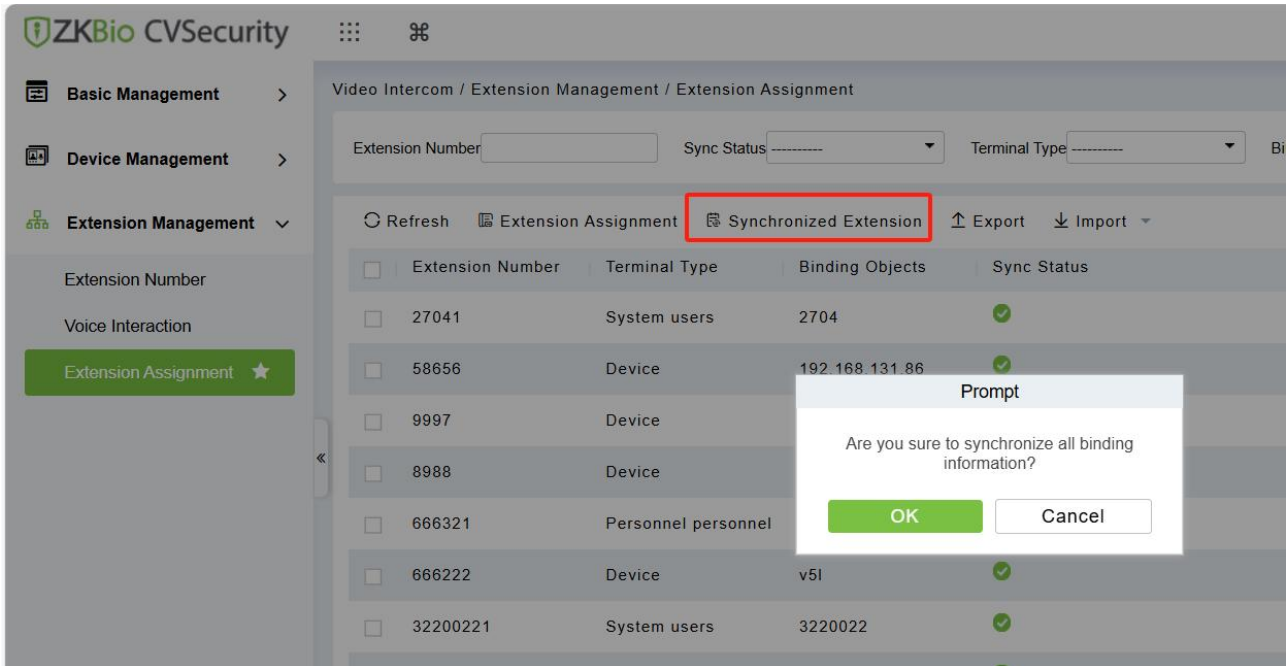 ZKBio CVSecurity
Basic Management
Device Management
Extension Management
Extension Number
Voice Interaction
Extension Assignment
Video Intercom / Extension Management / Extension Assignment
Extension Number Sync Status ---------- Terminal Type ---------- Bi
Refresh Extension Assignment Synchronized Extension Export Import
Extension Number Terminal Type Binding Objects Sync Status
27041 System users 2704
58656 Device 192.168.131.86
9997 Device
8988 Device
666321 Personnel personnel
666222 Device v5l
32200221 System users 3220022
Prompt
Are you sure to synchronize all binding
information?
OK Cancel